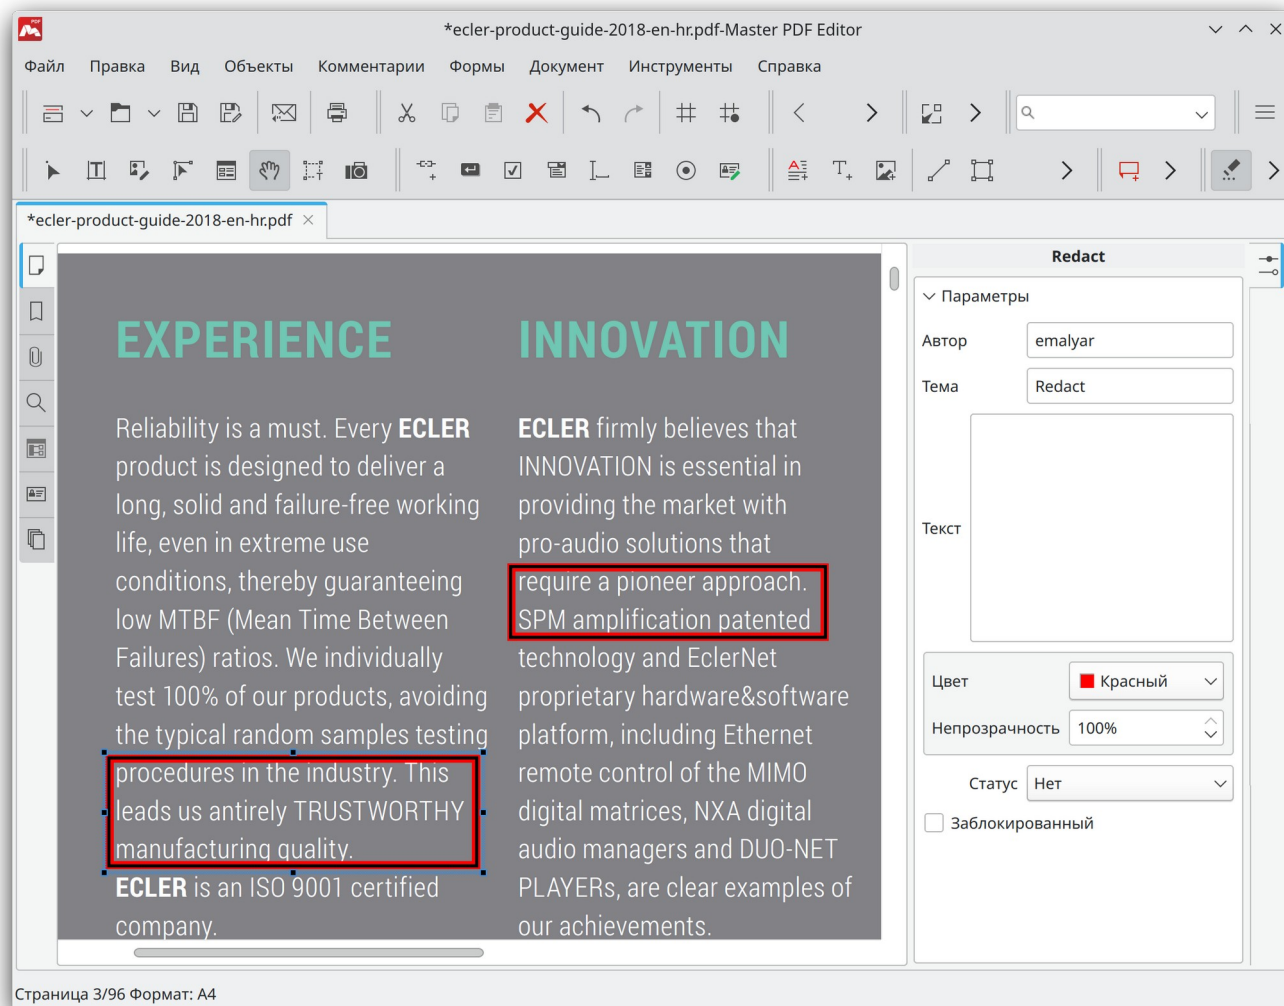 *ecler-product-guide-2018-en-hr.pdf-Master PDF Editor
Файл Правка Вид Объекты Комментарии Формы Документ Инструменты Справка
*ecler-product-guide-2018-en-hr.pdf
EXPERIENCE
Reliability is a must. Every ECLER
product is designed to deliver a
long, solid and failure-free working
life, even in extreme use
conditions, thereby guaranteeing
low MTBF (Mean Time Between
Failures) ratios. We individually
test 100% of our products, avoiding
the typical random samples testing
procedures in the industry. This
leads us antirely TRUSTWORTHY
manufacturing quality.
ECLER is an ISO 9001 certified
company.
INNOVATION
ECLER firmly believes that
INNOVATION is essential in
providing the market with
pro-audio solutions that
require a pioneer approach.
SPM amplification patented
technology and EclerNet
proprietary hardware&software
platform, including Ethernet
remote control of the MIMO
digital matrices, NXA digital
audio managers and DUO-NET
PLAYERs, are clear examples of
our achievements.
Redact
Параметры
Автор emalyar
Тема Redact
Текст
Цвет Красный
Непрозрачность 100%
Статус Нет
Заблокированный
Страница 3/96 Формат: A4